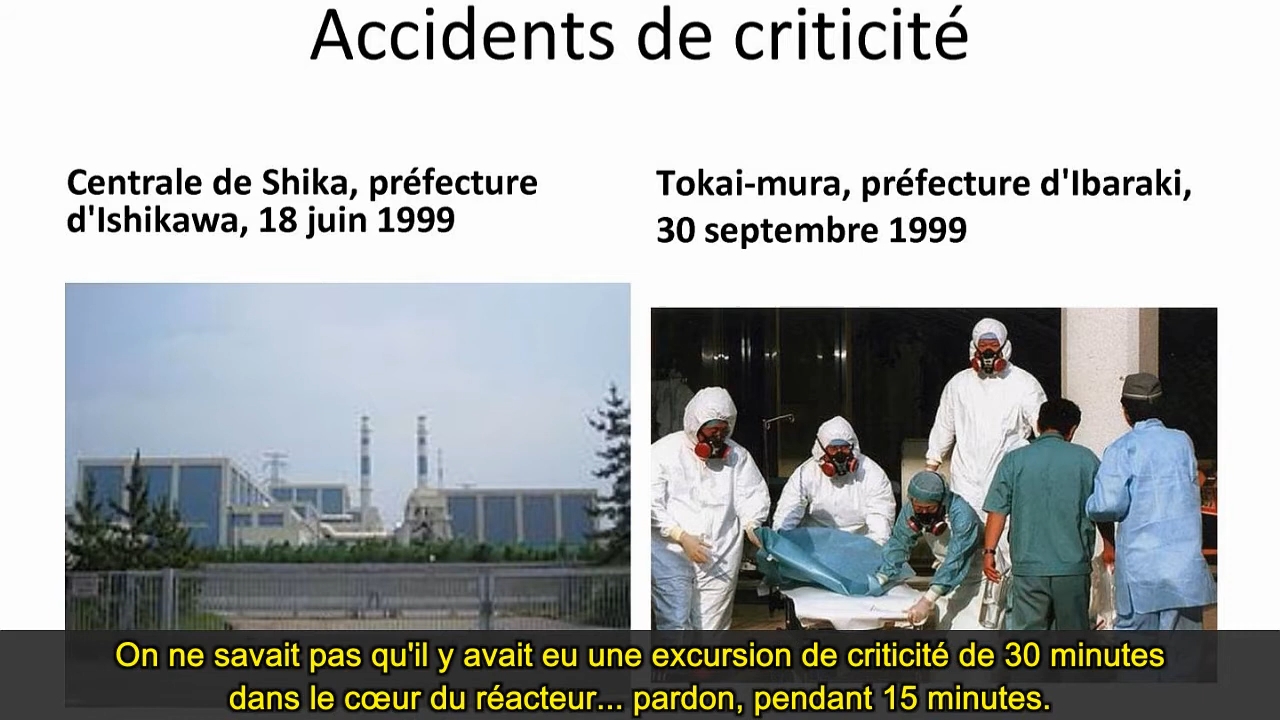 Accidents de criticité
Centrale de Shika, préfecture
d'Ishikawa, 18 juin 1999
Tokai-mura, préfecture d'Ibaraki,
30 septembre 1999
On ne savait pas qu'il y avait eu une excursion de criticité de 30 minutes
dans le cœur du réacteur... pardon, pendant 15 minutes.